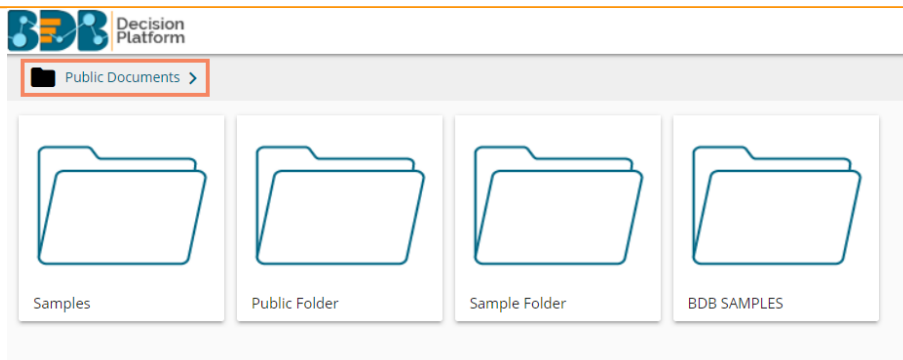 BDB Decision
Platform
Public Documents >
Samples
Public Folder
Sample Folder
BDB SAMPLES